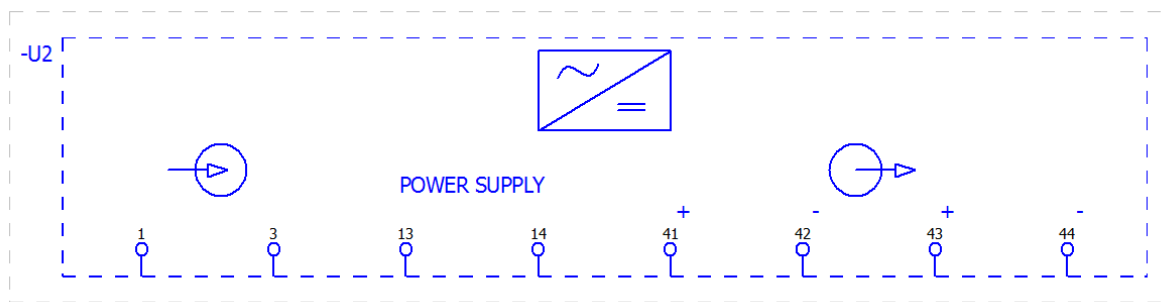 -U2
POWER SUPPLY
+ - + -
1 3 13 14 41 42 43 44